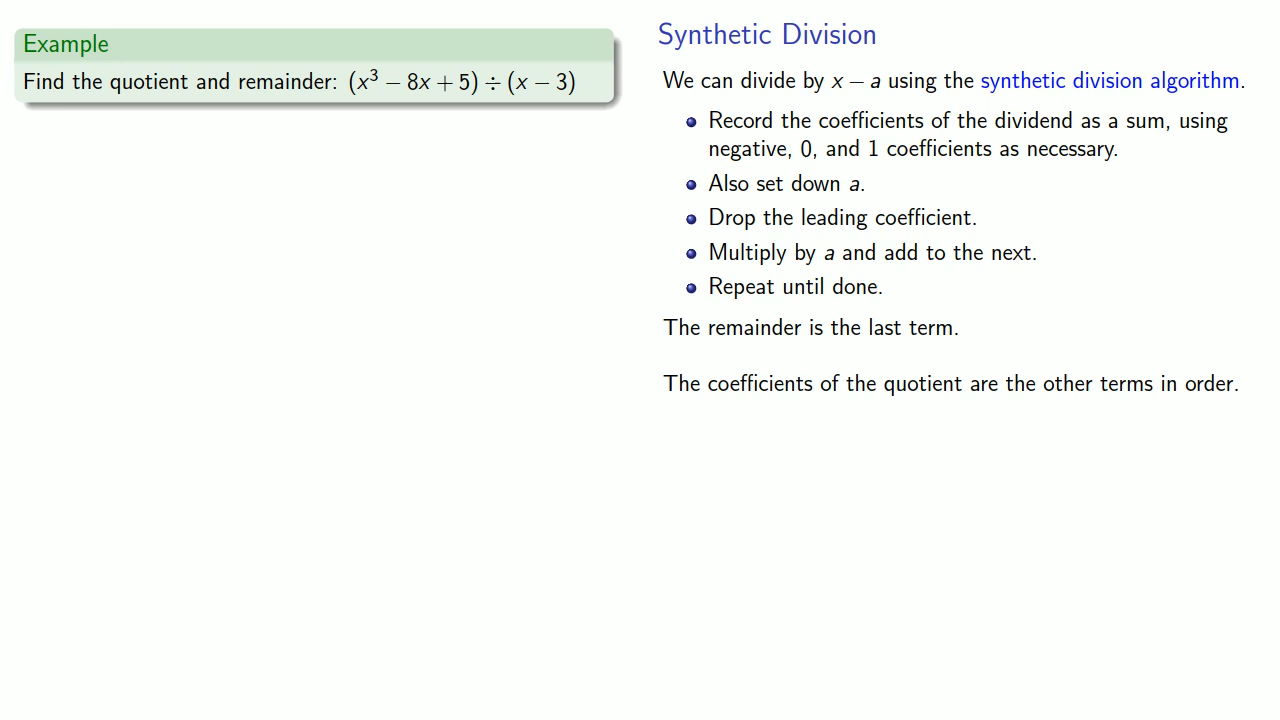 Example
Find the quotient and remainder: (x³ − 8x + 5) ÷ (x − 3)
Synthetic Division
We can divide by x − a using the synthetic division algorithm.
Record the coefficients of the dividend as a sum, using
negative, 0, and 1 coefficients as necessary.
Also set down a.
Drop the leading coefficient.
Multiply by a and add to the next.
Repeat until done.
The remainder is the last term.
The coefficients of the quotient are the other terms in order.